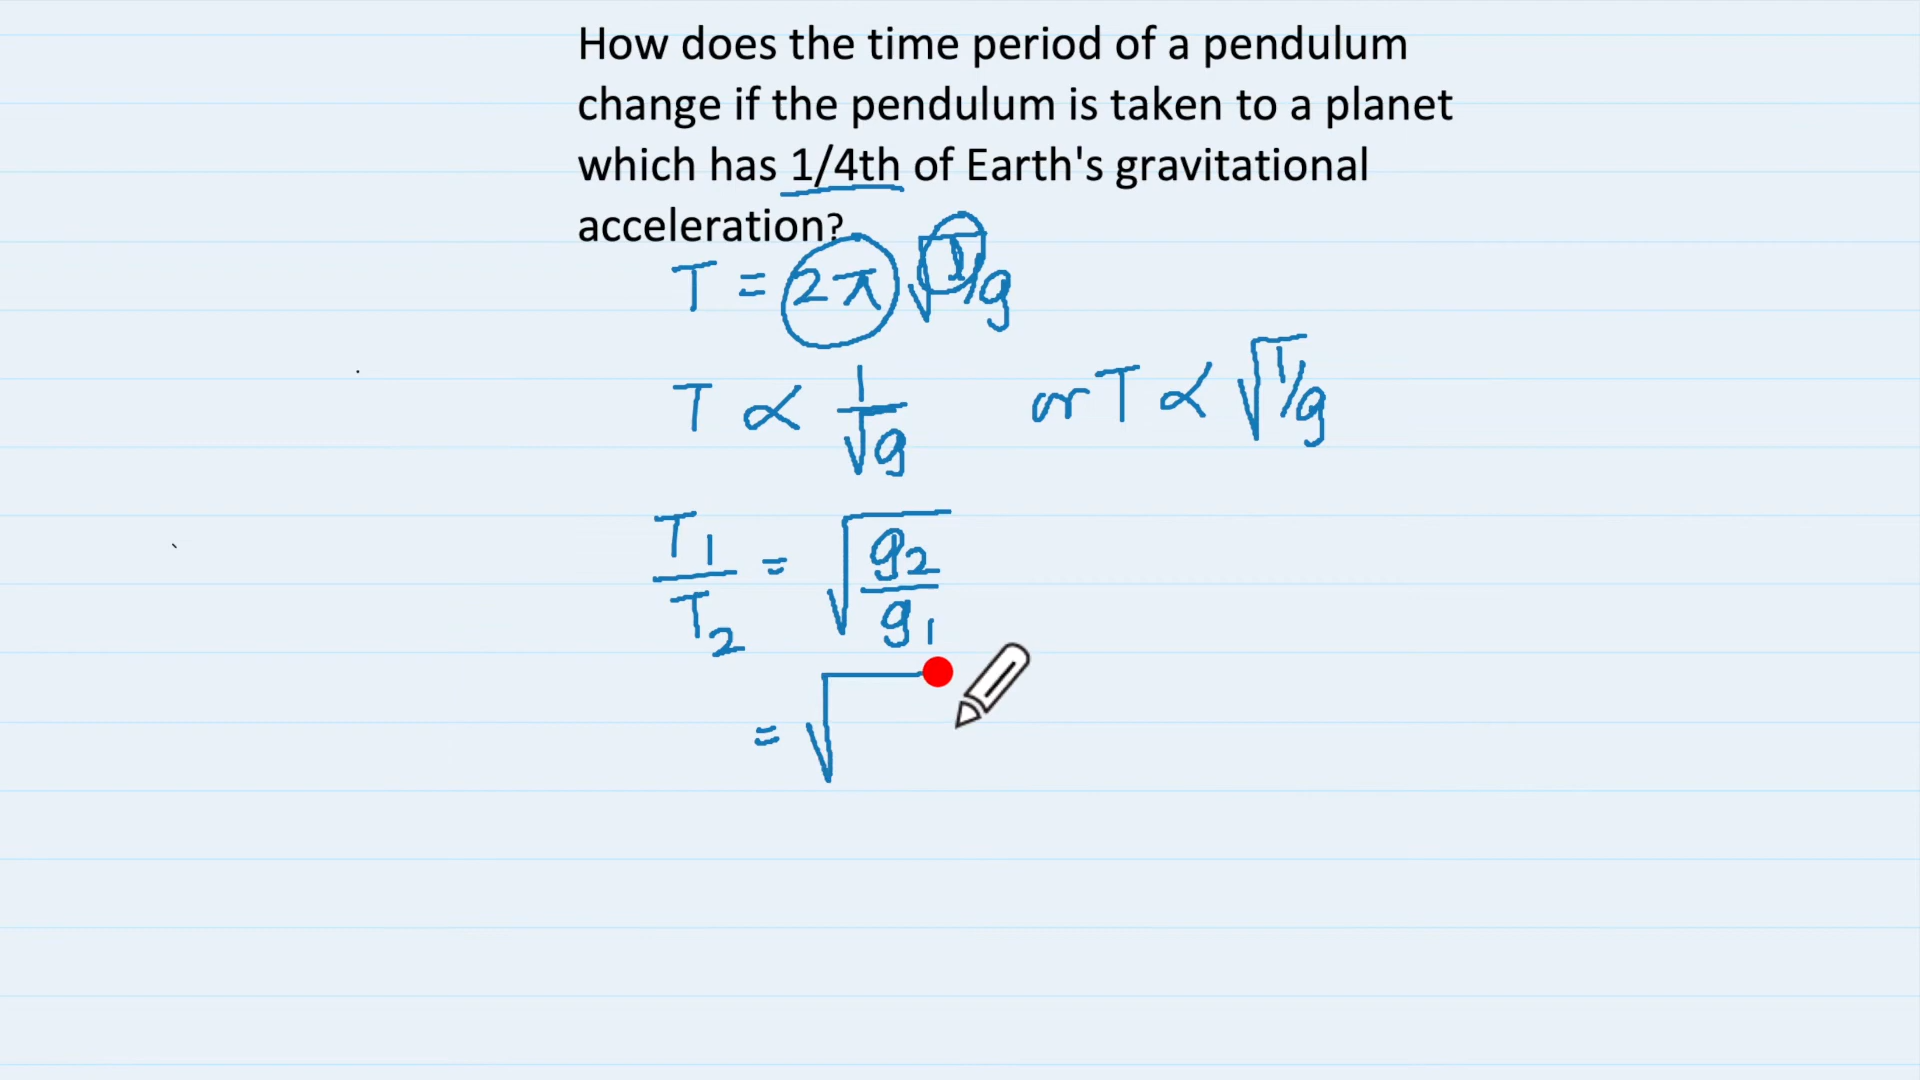 How does the time period of a pendulum
change if the pendulum is taken to a planet
which has 1/4th of Earth's gravitational
acceleration?
T = 2π √l/g
T ∝ 1/√g or T ∝ √1/g
T1/T2 = √g2/g1
= √